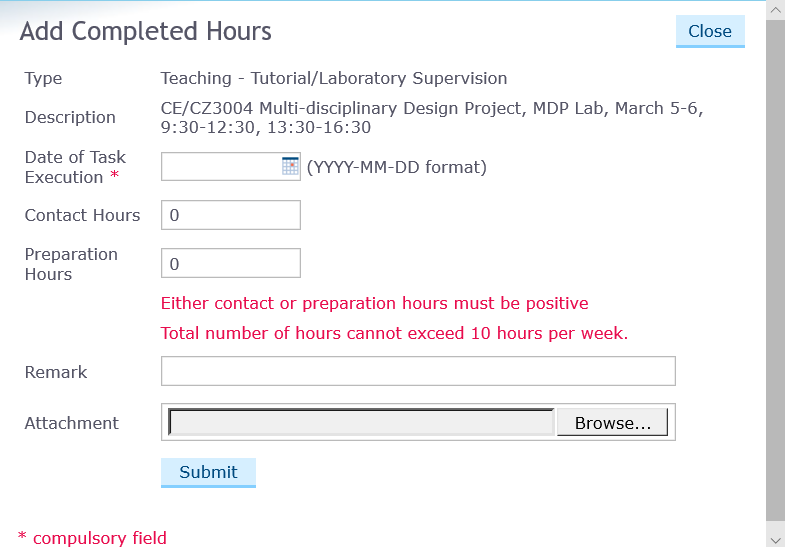 Add Completed Hours
Close
Type
Teaching - Tutorial/Laboratory Supervision
Description
CE/CZ3004 Multi-disciplinary Design Project, MDP Lab, March 5-6,
9:30-12:30, 13:30-16:30
Date of Task
Execution *
(YYYY-MM-DD format)
Contact Hours
0
Preparation
Hours
0
Either contact or preparation hours must be positive
Total number of hours cannot exceed 10 hours per week.
Remark
Attachment
Browse...
Submit
* compulsory field